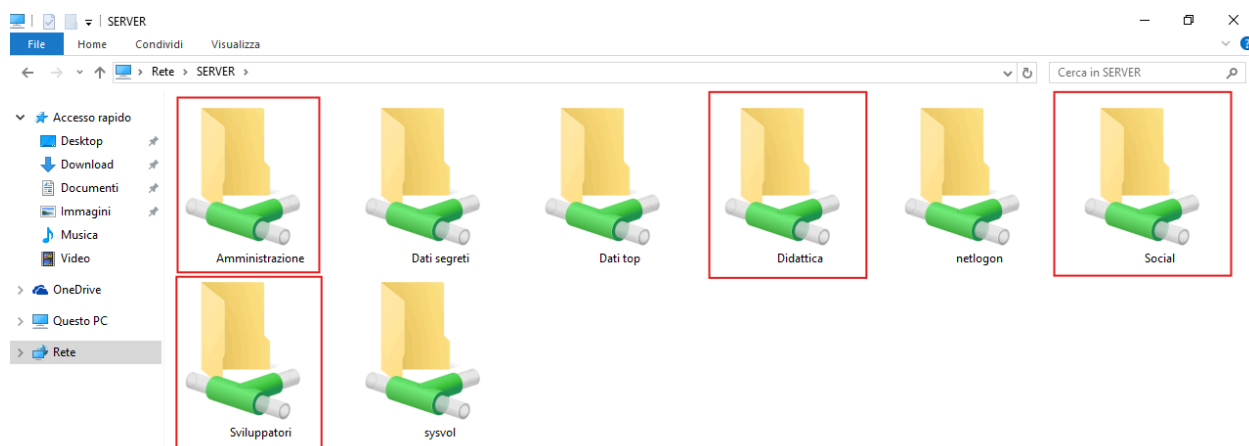 SERVER
File Home Condividi Visualizza
Rete SERVER
Cerca in SERVER
Accesso rapido
Desktop
Download
Documenti
Immagini
Musica
Video
OneDrive
Questo PC
Rete
Amministrazione Dati segreti Dati top Didattica netlogon Social
Sviluppatori sysvol